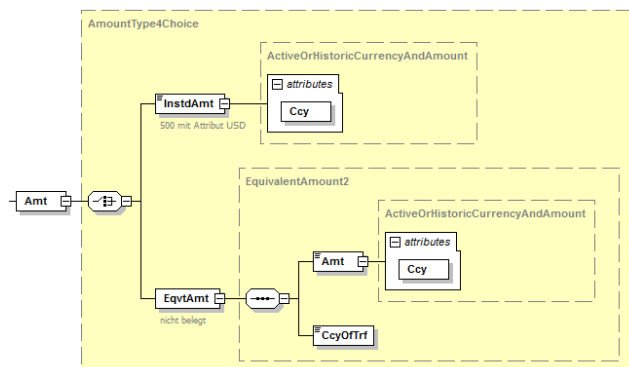 AmountType4Choice
ActiveOrHistoricCurrencyAndAmount
attributes
InstdAmt
Ccy
500 mit Attribut USD
EquivalentAmount2
Amt
ActiveOrHistoricCurrencyAndAmount
attributes
Amt
Ccy
EqvtAmt
nicht belegt
CcyOfTrf